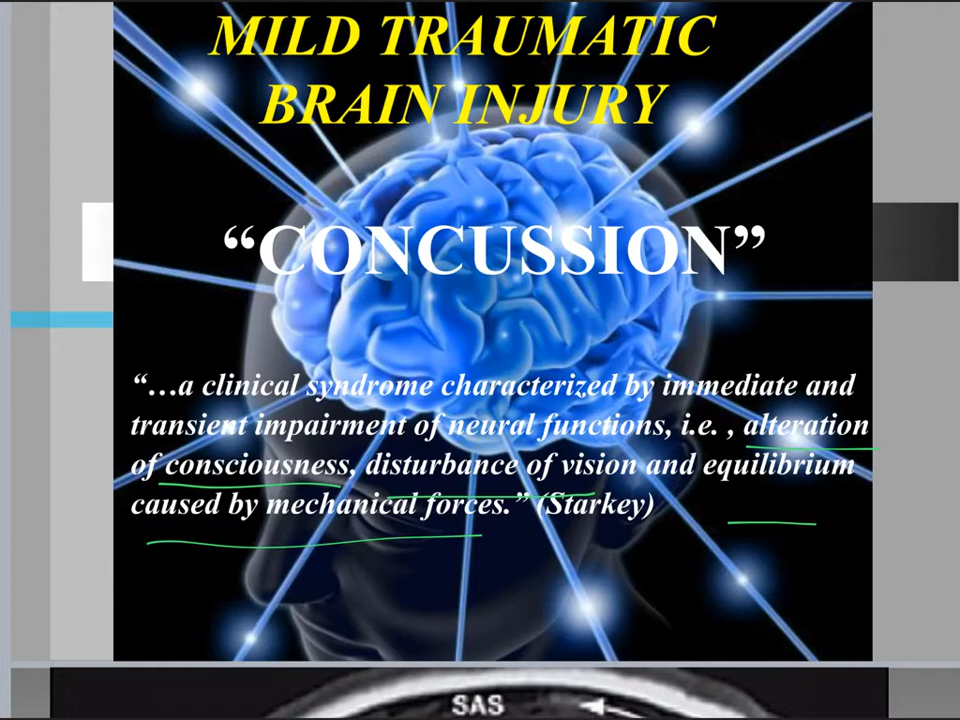 MILD TRAUMATIC
BRAIN INJURY
“CONCUSSION”
“…a clinical syndrome characterized by immediate and
transient impairment of neural functions, i.e. , alteration
of consciousness, disturbance of vision and equilibrium
caused by mechanical forces.” (Starkey)
SAS